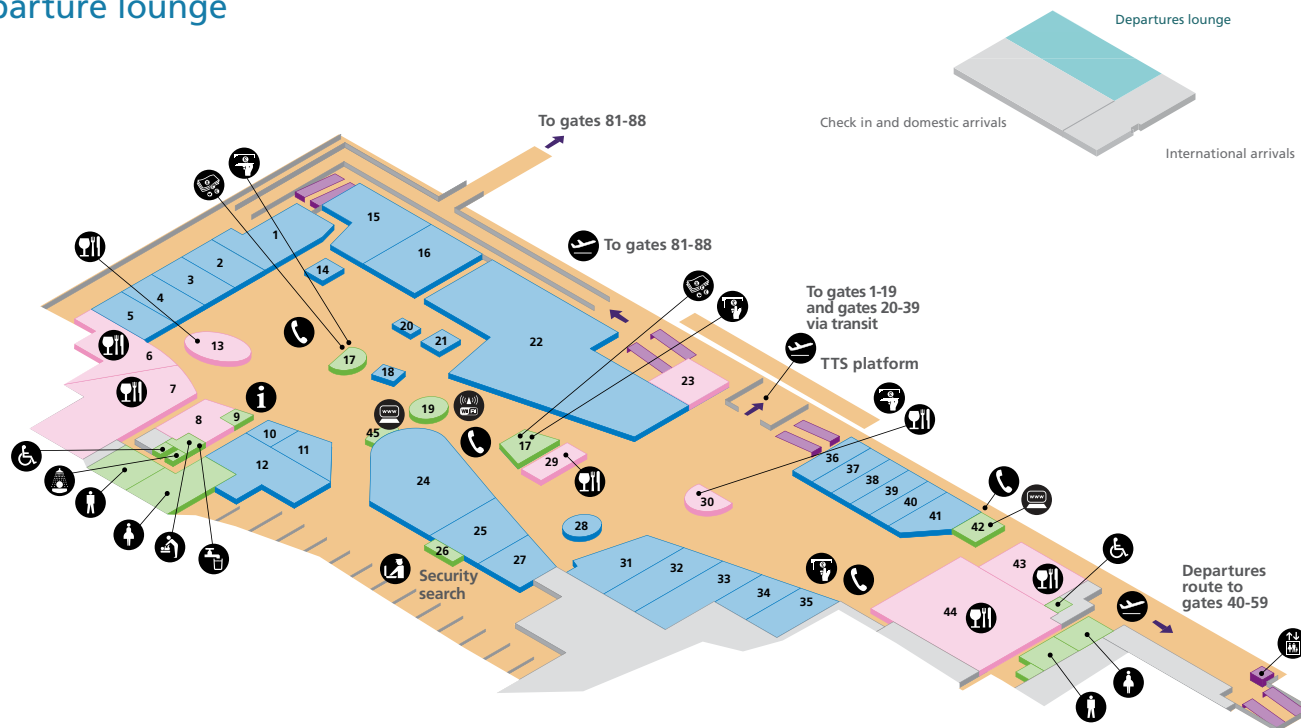 parture lounge
Departures lounge
Check in and domestic arrivals
International arrivals
To gates 81-88
To gates 81-88
To gates 1-19
and gates 20-39
via transit
TTS platform
1
2
3
4
5
6
7
8
9
10
11
12
13
14
15
16
17
18
19
20
21
22
23
45
24
25
26
27
17
28
29
30
31
32
33
34
35
36
37
38
39
40
41
42
43
44
www
www
i
Security
search
Departures
route to
gates 40-59